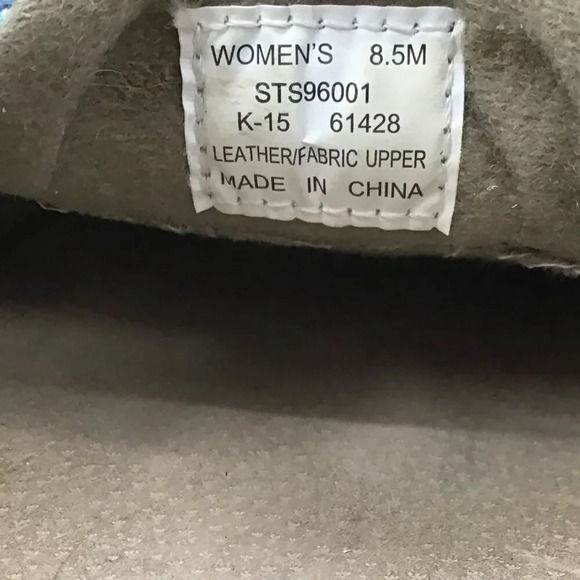 WOMEN'S 8.5M
STS96001
K-15 61428
LEATHER/FABRIC UPPER
MADE IN CHINA